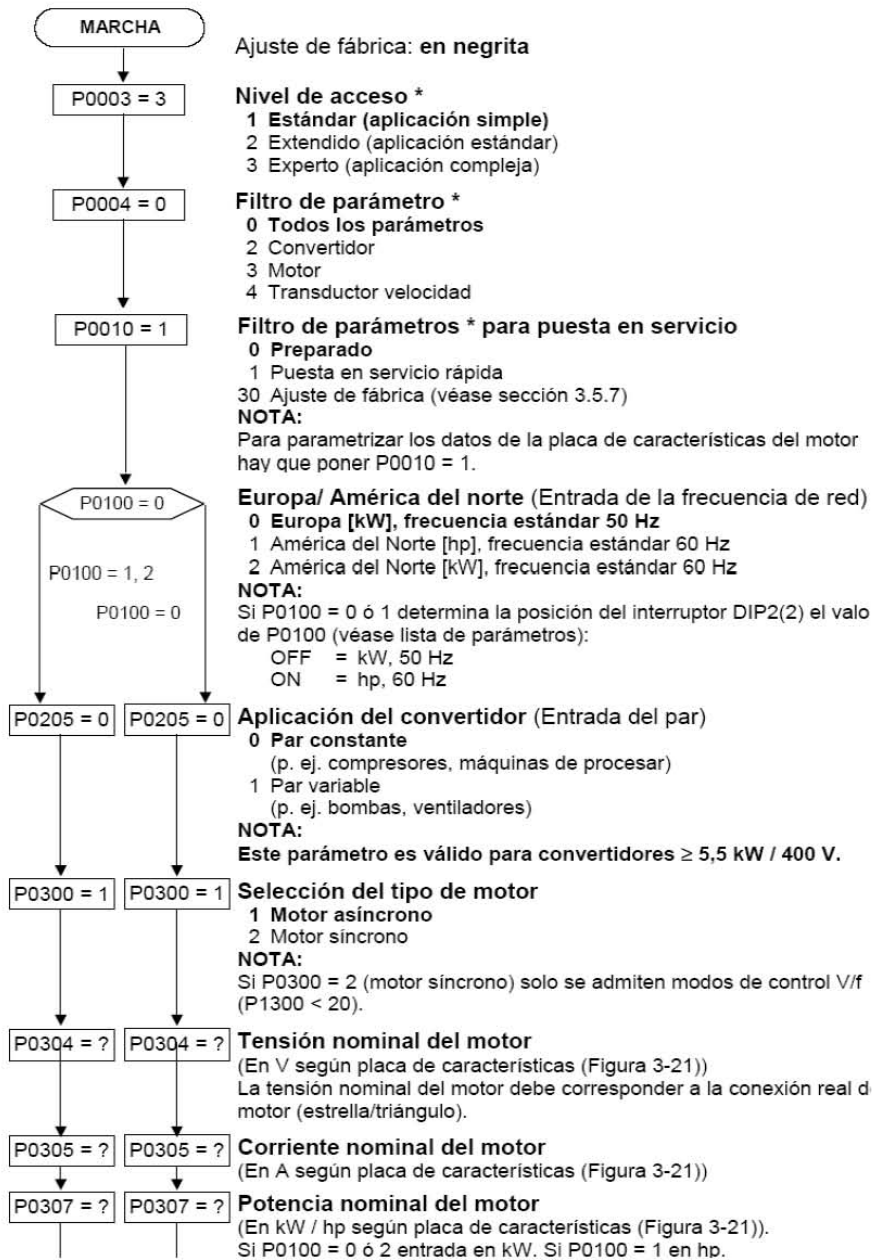 MARCHA
Ajuste de fábrica: en negrita
P0003 = 3
Nivel de acceso *
1 Estándar (aplicación simple)
2 Extendido (aplicación estándar)
3 Experto (aplicación compleja)
P0004 = 0
Filtro de parámetro *
0 Todos los parámetros
2 Convertidor
3 Motor
4 Transductor velocidad
P0010 = 1
Filtro de parámetros * para puesta en servicio
0 Preparado
1 Puesta en servicio rápida
30 Ajuste de fábrica (véase sección 3.5.7)
NOTA:
Para parametrizar los datos de la placa de características del motor
hay que poner P0010 = 1.
P0100 = 0
P0100 = 1, 2
P0100 = 0
Europa/ América del norte (Entrada de la frecuencia de red)
0 Europa [kW], frecuencia estándar 50 Hz
1 América del Norte [hp], frecuencia estándar 60 Hz
2 América del Norte [kW], frecuencia estándar 60 Hz
NOTA:
Si P0100 = 0 ó 1 determina la posición del interruptor DIP2(2) el valo
de P0100 (véase lista de parámetros):
OFF = kW, 50 Hz
ON = hp, 60 Hz
P0205 = 0 P0205 = 0 Aplicación del convertidor (Entrada del par)
0 Par constante
(p. ej. compresores, máquinas de procesar)
1 Par variable
(p. ej. bombas, ventiladores)
NOTA:
Este parámetro es válido para convertidores ≥ 5,5 kW / 400 V.
P0300 = 1 P0300 = 1 Selección del tipo de motor
1 Motor asíncrono
2 Motor síncrono
NOTA:
Si P0300 = 2 (motor síncrono) solo se admiten modos de control V/f
(P1300 < 20).
P0304 = ? P0304 = ? Tensión nominal del motor
(En V según placa de características (Figura 3-21))
La tensión nominal del motor debe corresponder a la conexión real d
motor (estrella/triángulo).
P0305 = ? P0305 = ? Corriente nominal del motor
(En A según placa de características (Figura 3-21))
P0307 = ? P0307 = ? Potencia nominal del motor
(En kW / hp según placa de características (Figura 3-21)).
Si P0100 = 0 ó 2 entrada en kW. Si P0100 = 1 en hp.